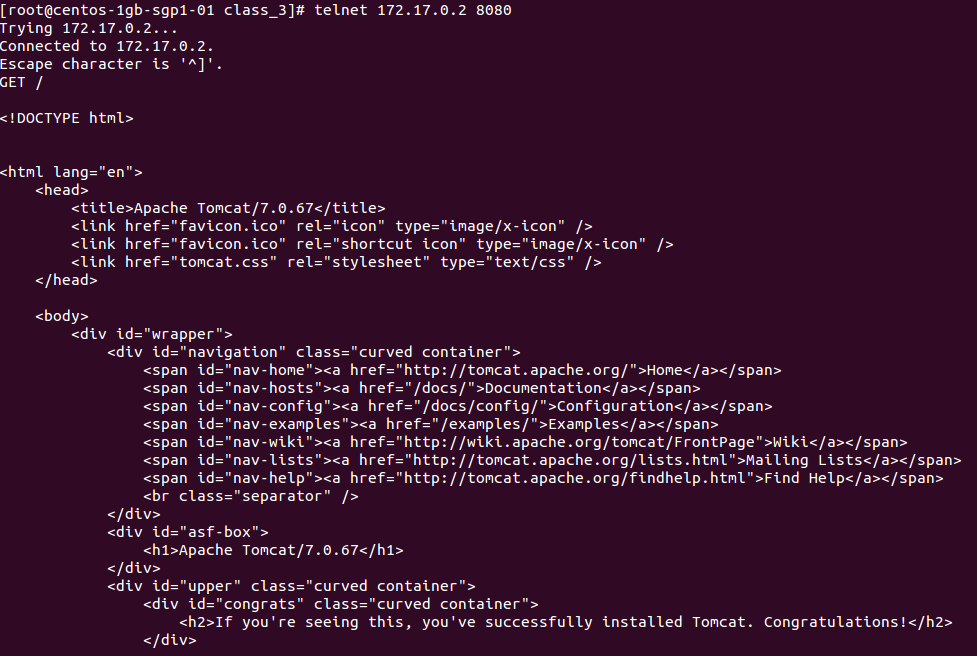 [root@centos-1gb-sgp1-01 class_3]# telnet 172.17.0.2 8080
Trying 172.17.0.2...
Connected to 172.17.0.2.
Escape character is '^]'.
GET /

<!DOCTYPE html>


<html lang="en">
    <head>
        <title>Apache Tomcat/7.0.67</title>
        <link href="favicon.ico" rel="icon" type="image/x-icon" />
        <link href="favicon.ico" rel="shortcut icon" type="image/x-icon" />
        <link href="tomcat.css" rel="stylesheet" type="text/css" />
    </head>

    <body>
        <div id="wrapper">
            <div id="navigation" class="curved container">
                <span id="nav-home"><a href="http://tomcat.apache.org/">Home</a></span>
                <span id="nav-hosts"><a href="/docs/">Documentation</a></span>
                <span id="nav-config"><a href="/docs/config/">Configuration</a></span>
                <span id="nav-examples"><a href="/examples/">Examples</a></span>
                <span id="nav-wiki"><a href="http://wiki.apache.org/tomcat/FrontPage">Wiki</a></span>
                <span id="nav-lists"><a href="http://tomcat.apache.org/lists.html">Mailing Lists</a></span>
                <span id="nav-help"><a href="http://tomcat.apache.org/findhelp.html">Find Help</a></span>
                <br class="separator" />
            </div>
            <div id="asf-box">
                <h1>Apache Tomcat/7.0.67</h1>
            </div>
            <div id="upper" class="curved container">
                <div id="congrats" class="curved container">
                    <h2>If you're seeing this, you've successfully installed Tomcat. Congratulations!</h2>
                </div>